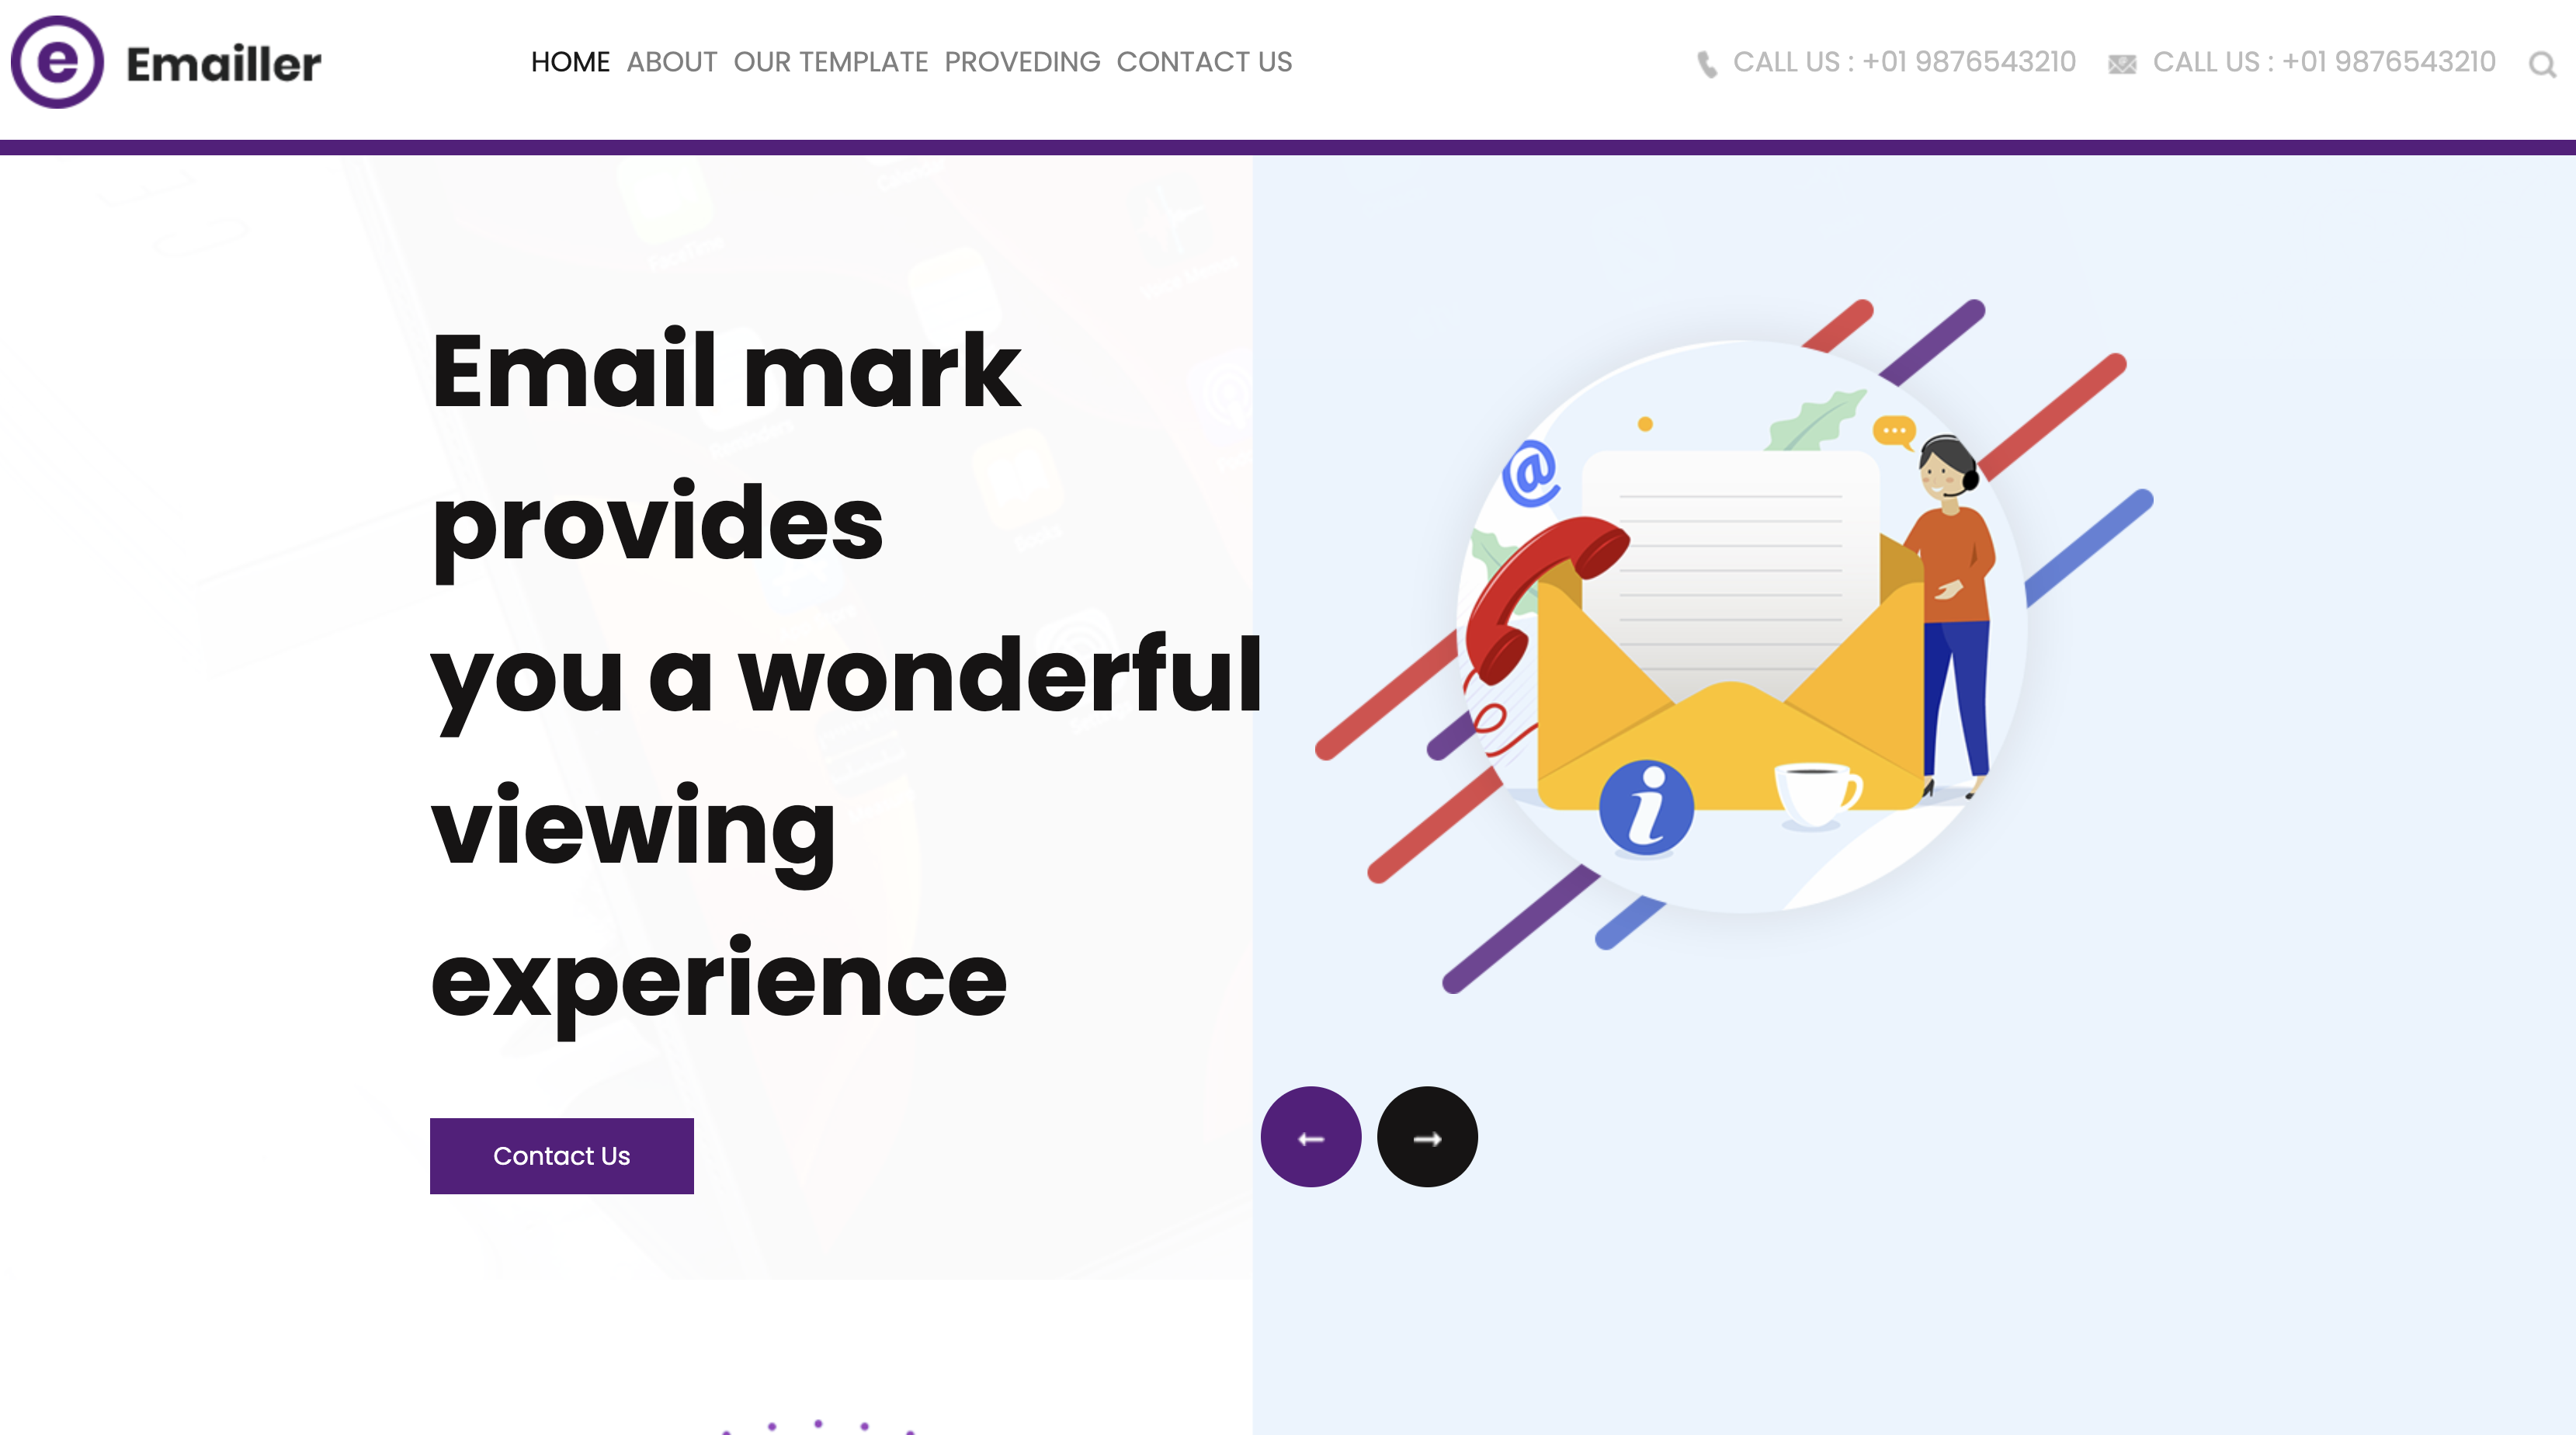 e Emailler
HOME ABOUT OUR TEMPLATE PROVEDING CONTACT US
CALL US : +01 9876543210 CALL US : +01 9876543210
Email mark
provides
you a wonderful
viewing
experience
@
i
Contact Us
← →